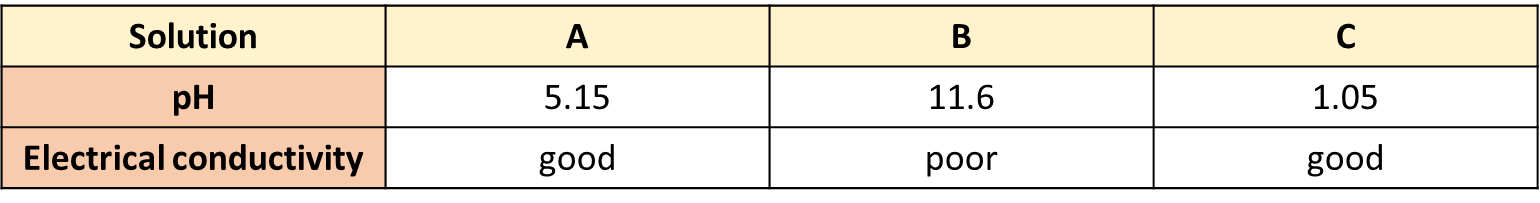 Solution A B C
pH 5.15 11.6 1.05
Electrical conductivity good poor good